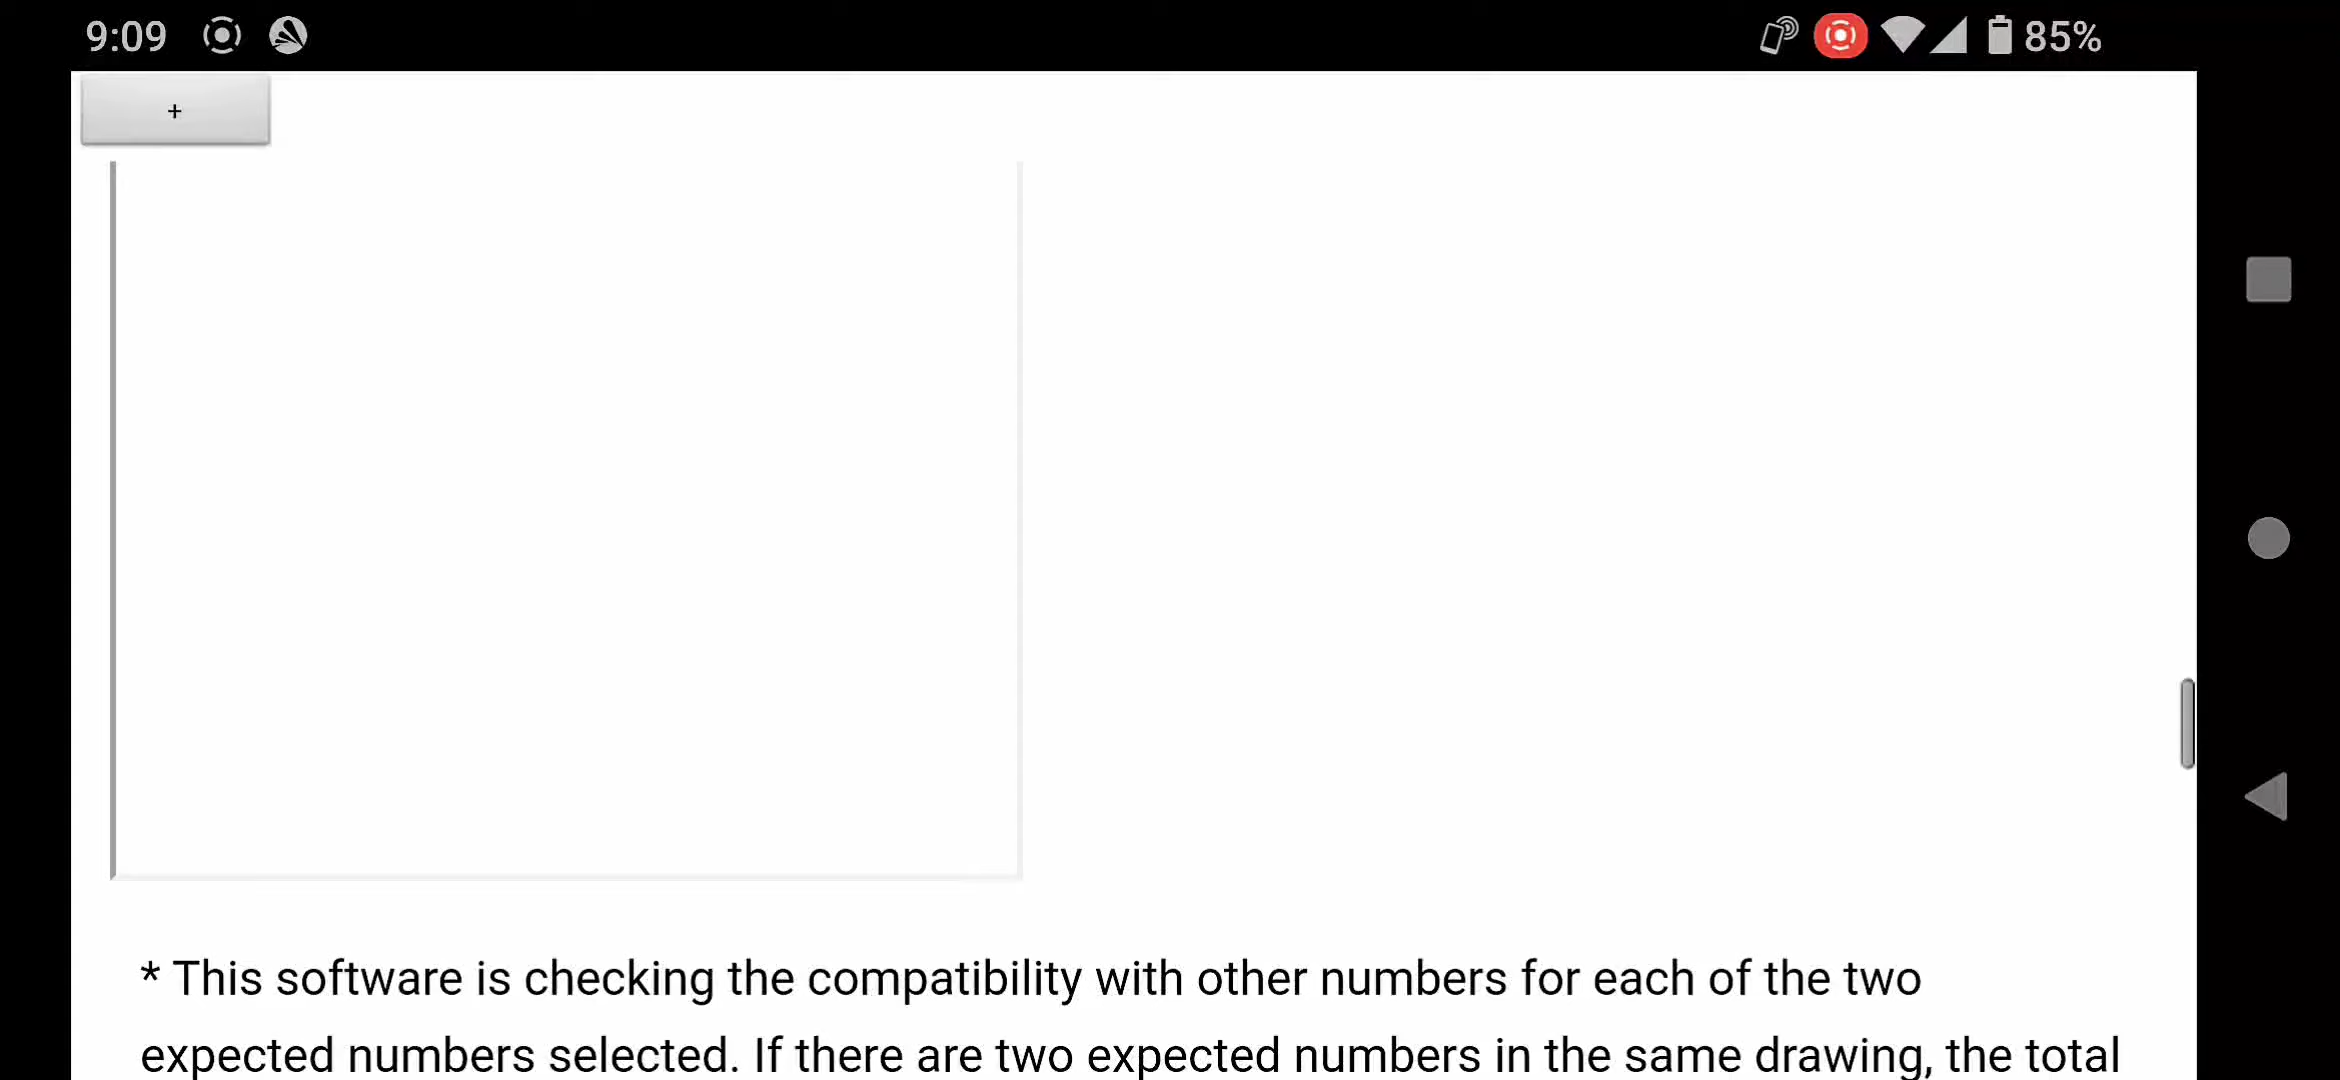 9:09
85%
+
* This software is checking the compatibility with other numbers for each of the two
expected numbers selected. If there are two expected numbers in the same drawing, the total